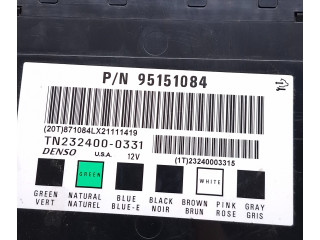 P/N 95151084
(20T)871084LX21111419
TN232400-0331
DENSO U.S.A. 12V
(1T)23240003315
GREEN WHITE
GREEN NATURAL BLUE BLACK BROWN PINK GRAY
VERT NATUREL BLUE-E NOIR BRUN ROSE GRIS